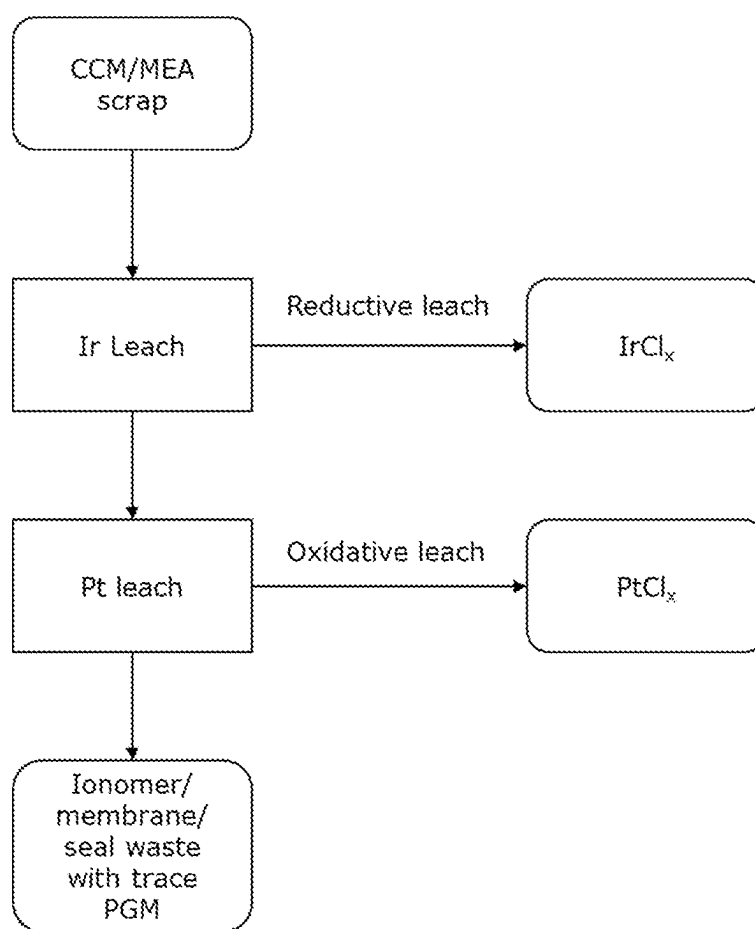 CCM/MEA
scrap
Reductive leach
Ir Leach
IrClₓ
Oxidative leach
Pt leach
PtClₓ
Ionomer/
membrane/
seal waste
with trace
PGM